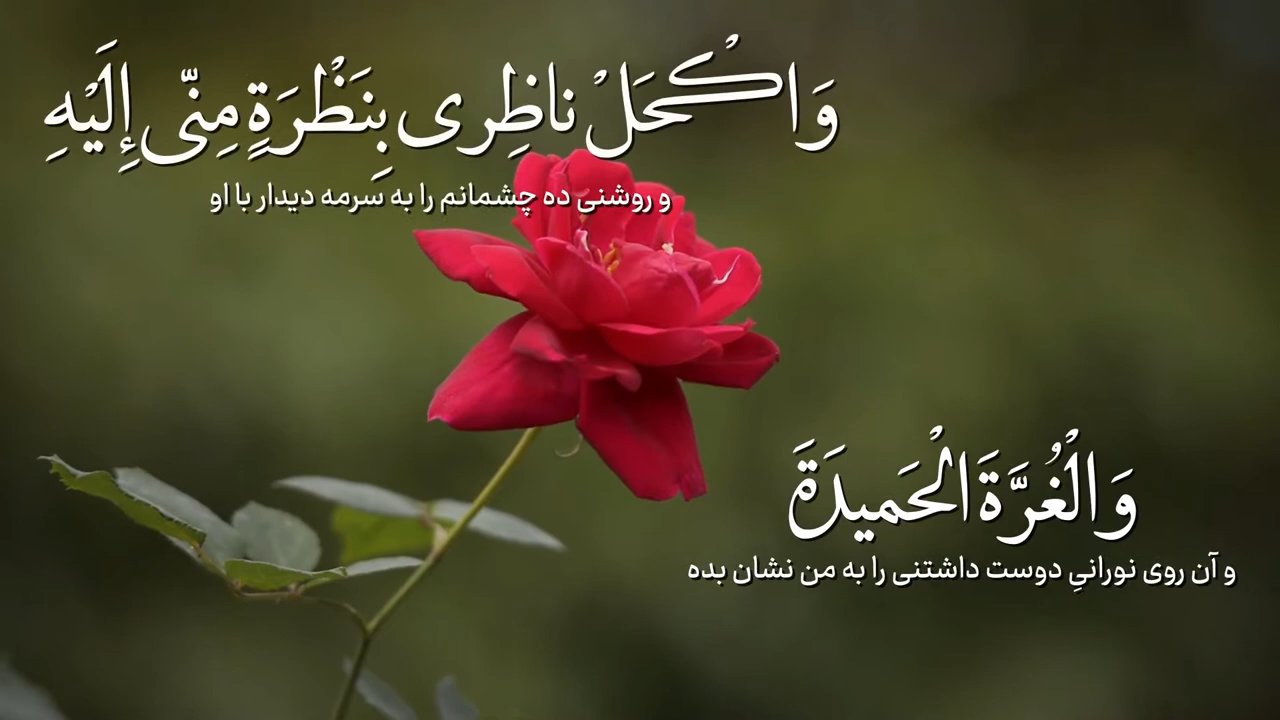 وَاكْحَلْ ناظِری بِنَظْرَةٍ مِنّی إِلَیْهِ
و روشنی ده چشمانم را به سرمه دیدار با او
وَالْغُرَّةَ الْحَمیدَةَ
و آن روی نورانیِ دوست داشتنی را به من نشان بده